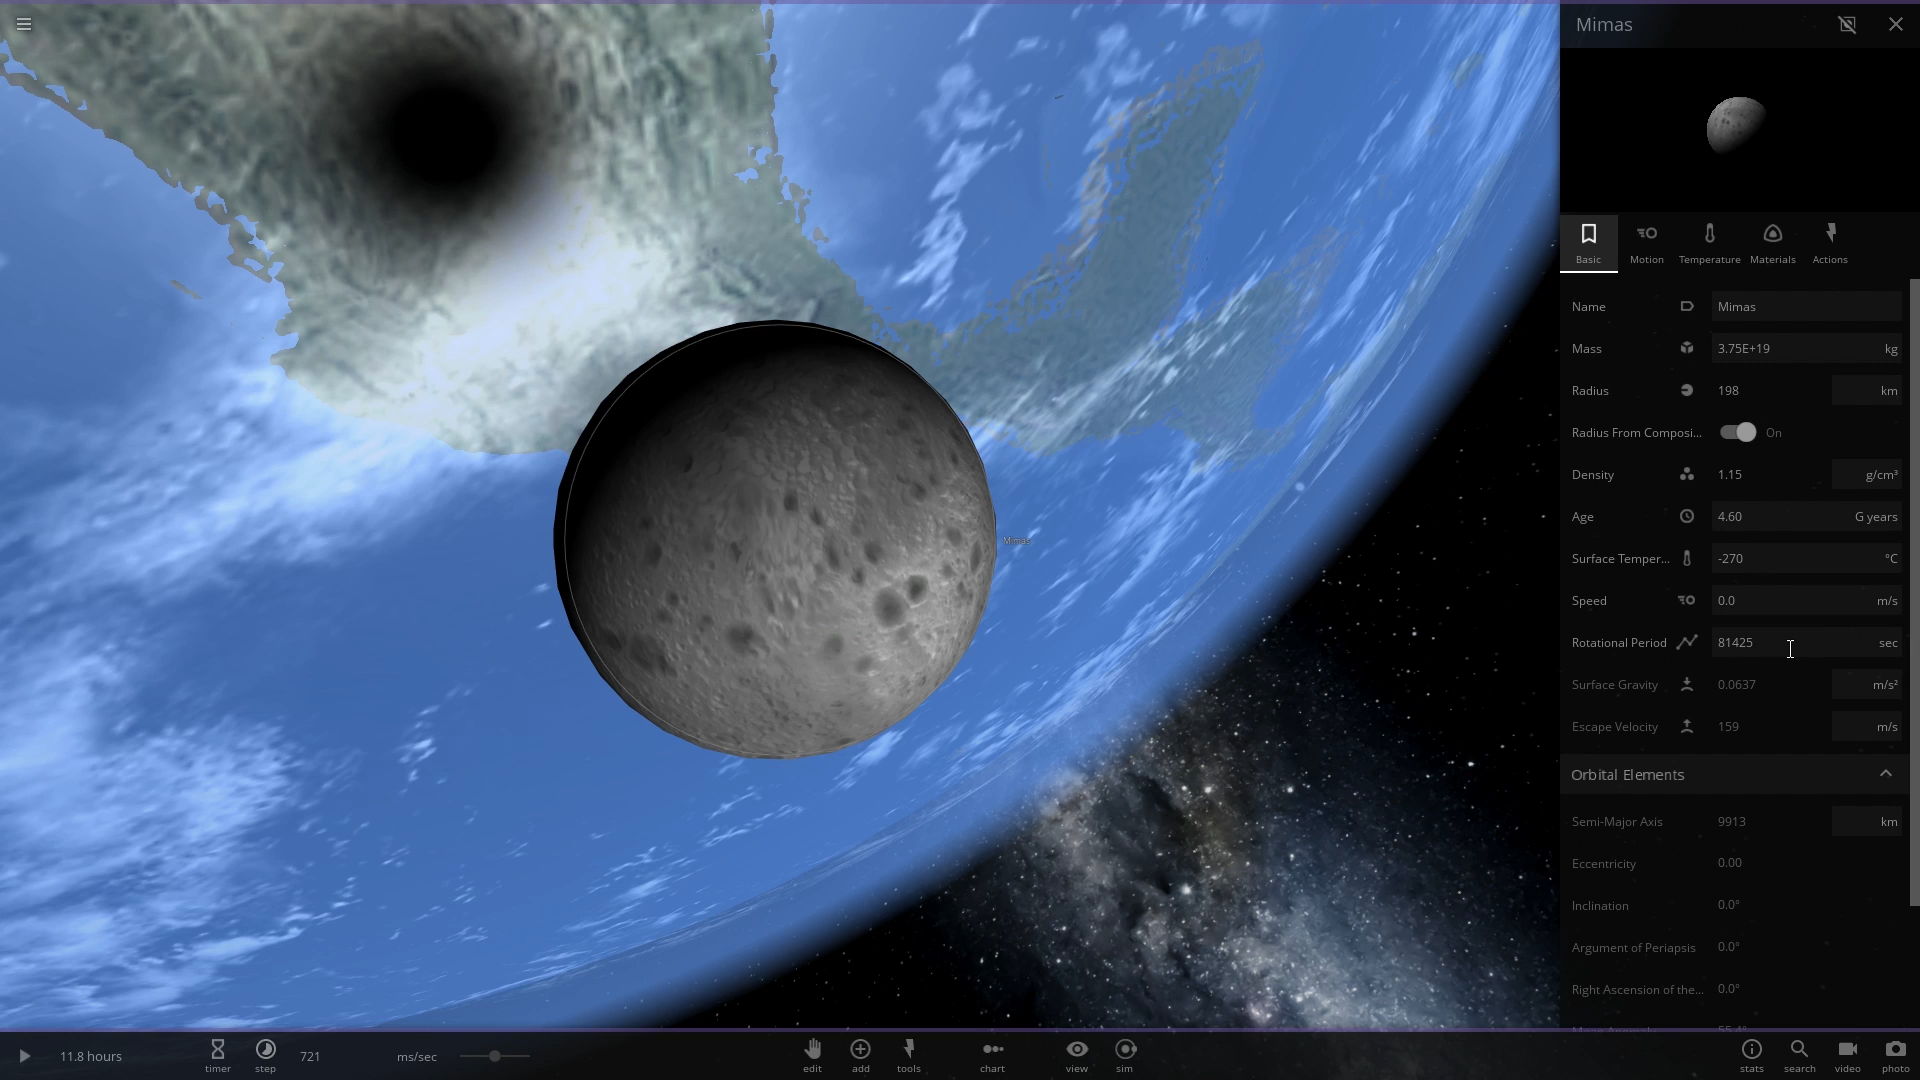 Mimas
Basic
Motion
Temperature
Materials
Actions
Name Mimas
Mass 3.75E+19 kg
Radius 198 km
Radius From Composi... On
Density 1.15 g/cm³
Age 4.60 G years
Surface Temper... -270 °C
Speed 0.0 m/s
Rotational Period 81425 sec
Surface Gravity 0.0637 m/s²
Escape Velocity 159 m/s
Orbital Elements
Semi-Major Axis 9913 km
Eccentricity 0.00
Inclination 0.0°
Argument of Periapsis 0.0°
Right Ascension of the... 0.0°
Mimas
11.8 hours
timer
step
721 ms/sec
edit
add
tools
chart
view
sim
stats
search
video
photo